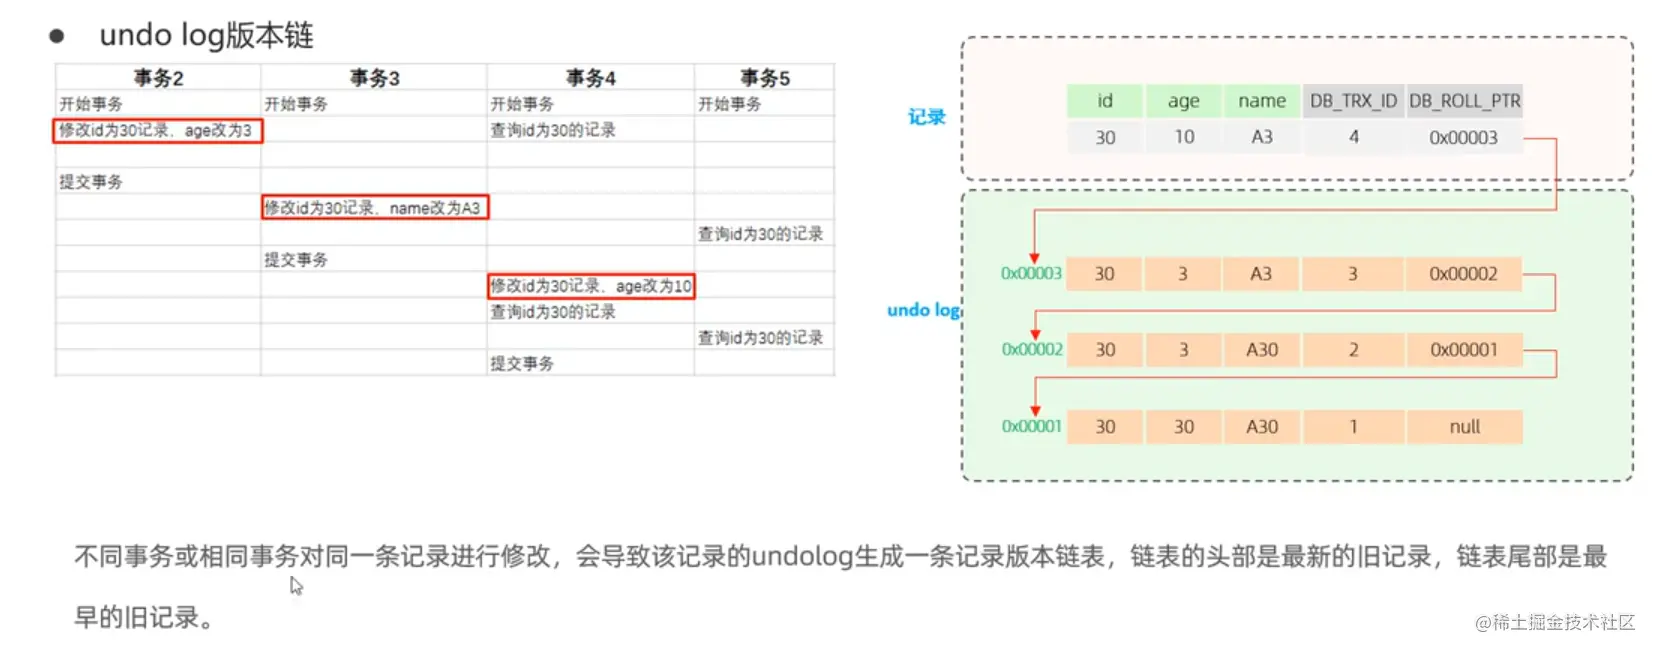 undo log版本链
事务2 事务3 事务4 事务5
开始事务 开始事务 开始事务 开始事务
修改id为30记录、age改为3 查询id为30的记录
提交事务
修改id为30记录、name改为A3
查询id为30的记录
提交事务
修改id为30记录、age改为10
查询id为30的记录
查询id为30的记录
提交事务
记录
id age name DB_TRX_ID DB_ROLL_PTR
30 10 A3 4 0x00003
undo log
0x00003 30 3 A3 3 0x00002
0x00002 30 3 A30 2 0x00001
0x00001 30 30 A30 1 null
不同事务或相同事务对同一条记录进行修改，会导致该记录的undolog生成一条记录版本链表，链表的头部是最新的旧记录，链表尾部是最
早的旧记录。
@稀土掘金技术社区